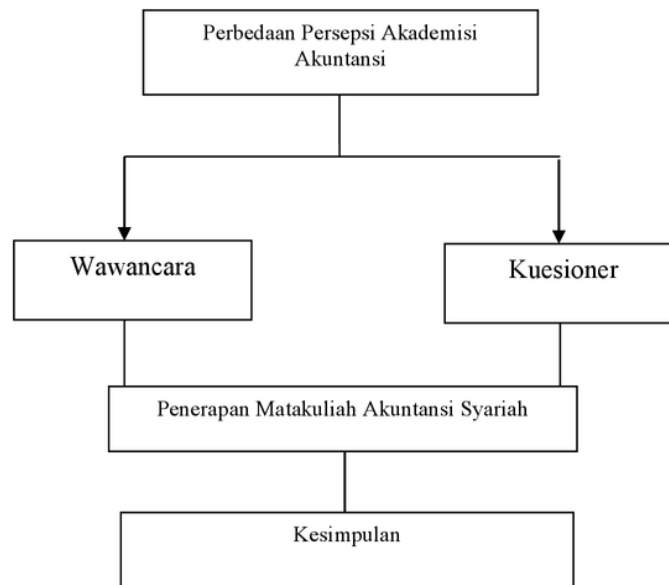 Perbedaan Persepsi Akademisi
Akuntansi
Wawancara
Kuesioner
Penerapan Matakuliah Akuntansi Syariah
Kesimpulan